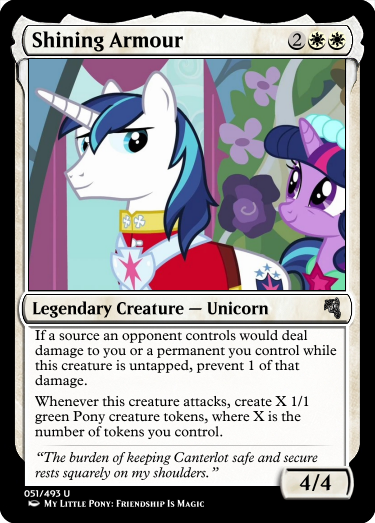 Shining Armour 2
Legendary Creature — Unicorn
If a source an opponent controls would deal
damage to you or a permanent you control while
this creature is untapped, prevent 1 of that
damage.
Whenever this creature attacks, create X 1/1
green Pony creature tokens, where X is the
number of tokens you control.
“The burden of keeping Canterlot safe and secure
rests squarely on my shoulders.”
4/4
051/493 U
My Little Pony: Friendship Is Magic